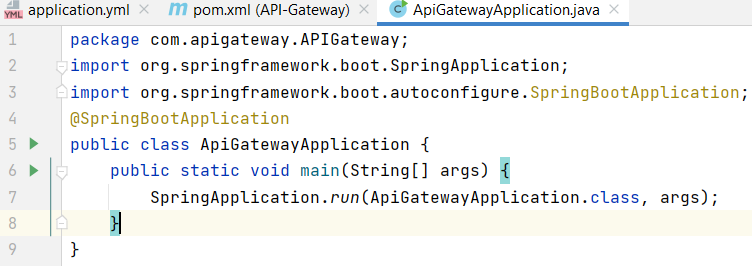 application.yml pom.xml (API-Gateway) ApiGatewayApplication.java
1 package com.apigateway.APIGateway;
2 import org.springframework.boot.SpringApplication;
3 import org.springframework.boot.autoconfigure.SpringBootApplication;
4 @SpringBootApplication
5 public class ApiGatewayApplication {
6 public static void main(String[] args) {
7 SpringApplication.run(ApiGatewayApplication.class, args);
8 }
9 }